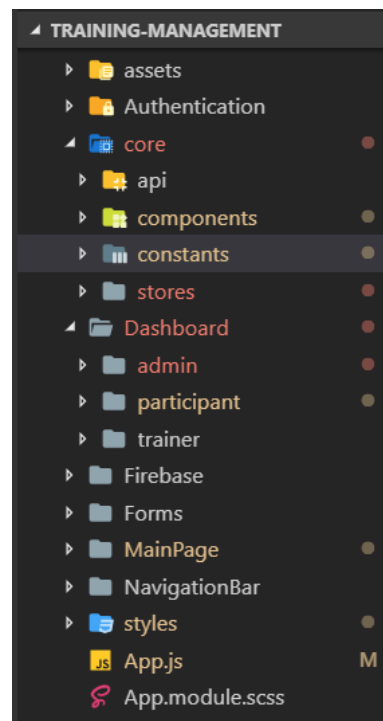 TRAINING-MANAGEMENT
assets
Authentication
core
api
components
constants
stores
Dashboard
admin
participant
trainer
Firebase
Forms
MainPage
NavigationBar
styles
JS App.js M
App.module.scss